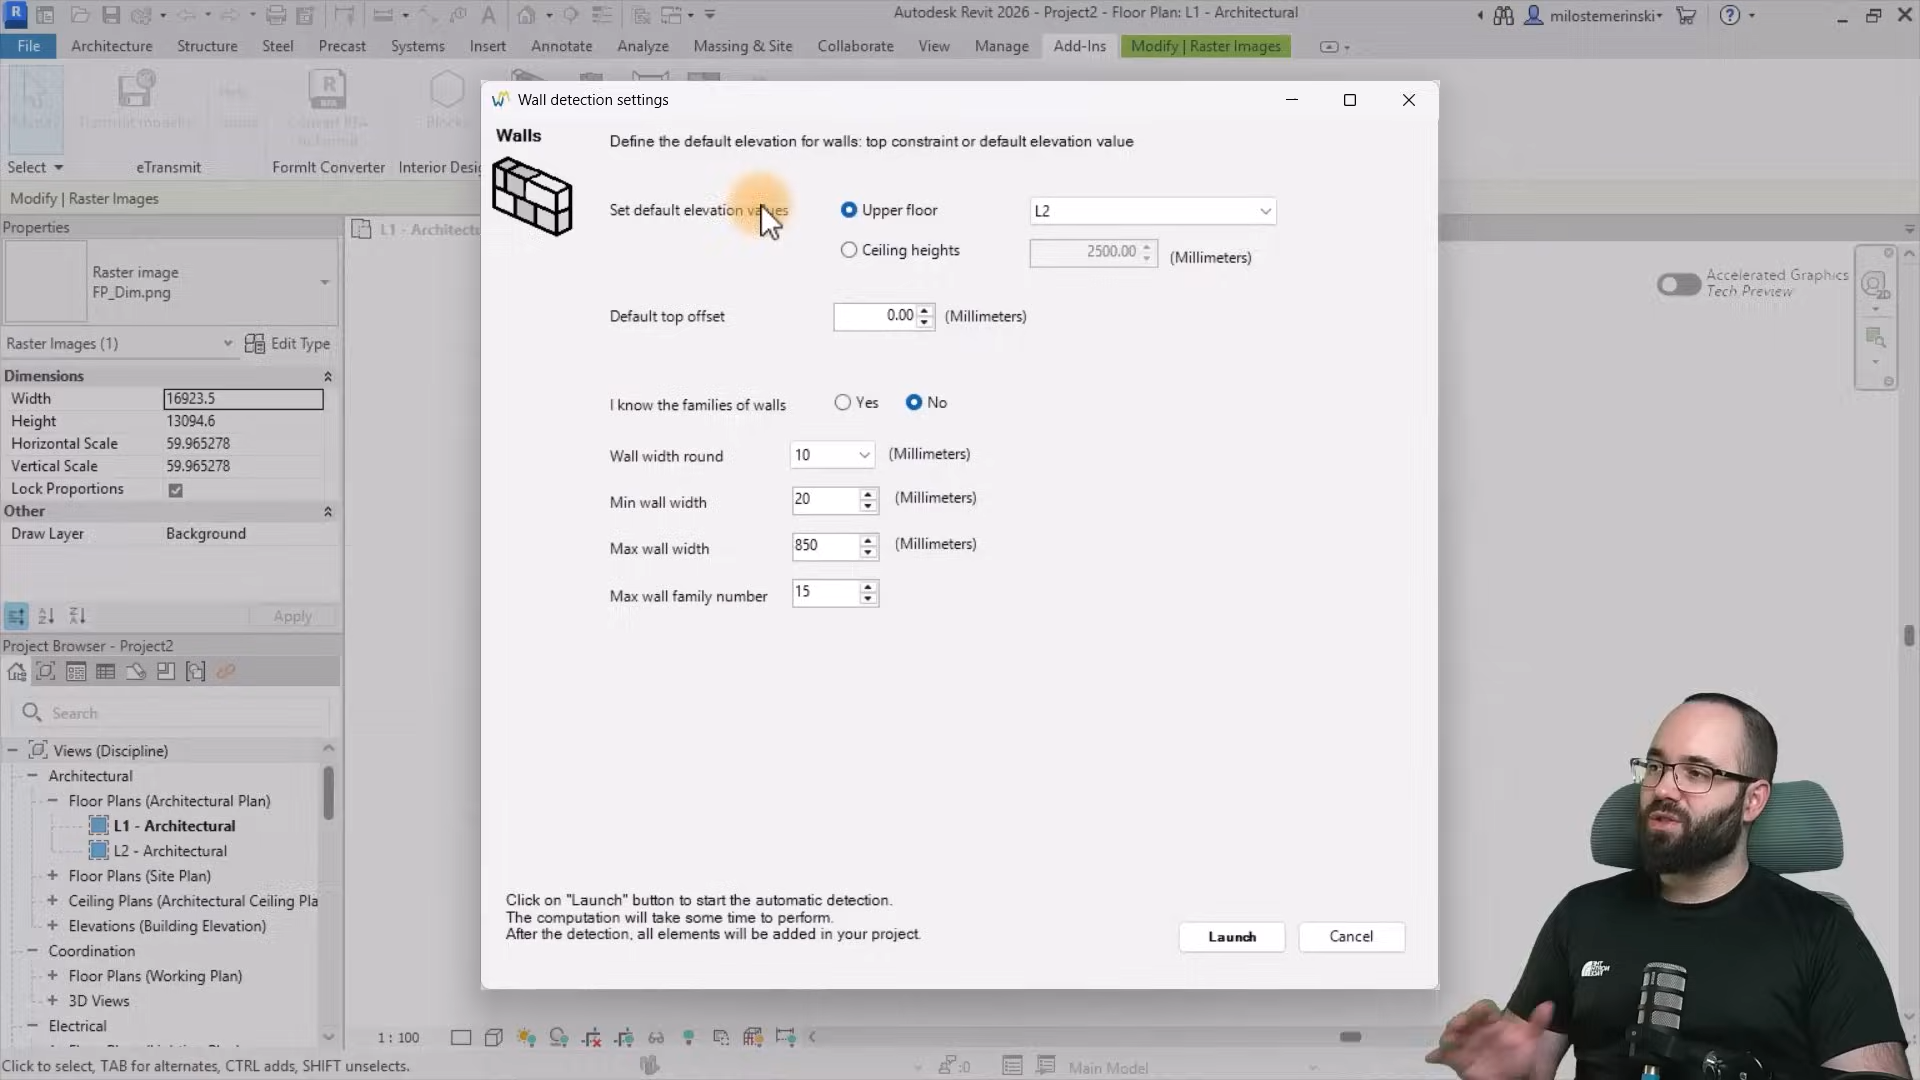 Autodesk Revit 2026 - Project2 - Floor Plan: L1 - Architectural
milostemerinski
File Architecture Structure Steel Precast Systems Insert Annotate Analyze Massing & Site Collaborate View Manage Add-Ins Modify | Raster Images
Select eTransmit FormIt Converter Interior Desi
Modify | Raster Images
Properties
L1 - Architectu
Raster image
FP_Dim.png
Raster Images (1) Edit Type
Dimensions
Width 16923.5
Height 13094.6
Horizontal Scale 59.965278
Vertical Scale 59.965278
Lock Proportions
Other
Draw Layer Background
Apply
Project Browser - Project2
Search
Views (Discipline)
Architectural
Floor Plans (Architectural Plan)
L1 - Architectural
L2 - Architectural
Floor Plans (Site Plan)
Ceiling Plans (Architectural Ceiling Pla
Elevations (Building Elevation)
Coordination
Floor Plans (Working Plan)
3D Views
Electrical
Click to select, TAB for alternates, CTRL adds, SHIFT unselects.
Wall detection settings
Walls
Define the default elevation for walls: top constraint or default elevation value
Set default elevation values
Upper floor L2
Ceiling heights 2500.00 (Millimeters)
Default top offset 0.00 (Millimeters)
I know the families of walls Yes No
Wall width round 10 (Millimeters)
Min wall width 20 (Millimeters)
Max wall width 850 (Millimeters)
Max wall family number 15
Click on "Launch" button to start the automatic detection.
The computation will take some time to perform.
After the detection, all elements will be added in your project.
Launch Cancel
Accelerated Graphics
Tech Preview
2D
1 : 100
:0
Main Model
THE
NORTH
FACE